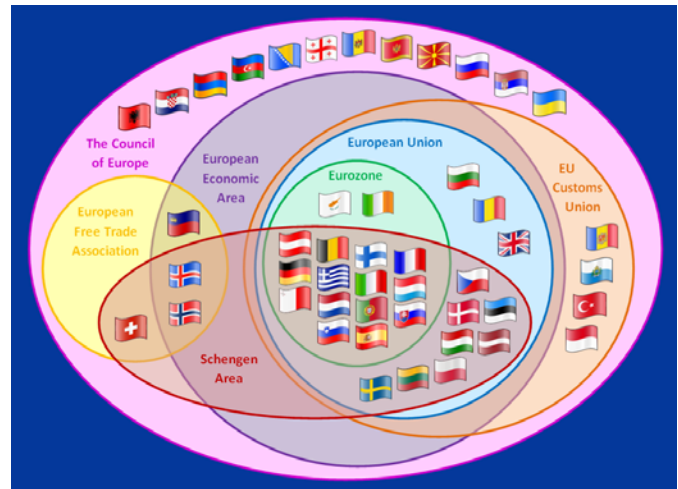 The Council
of Europe
European
Economic
Area
European Union
Eurozone
EU
Customs
Union
European
Free Trade
Association
Schengen
Area